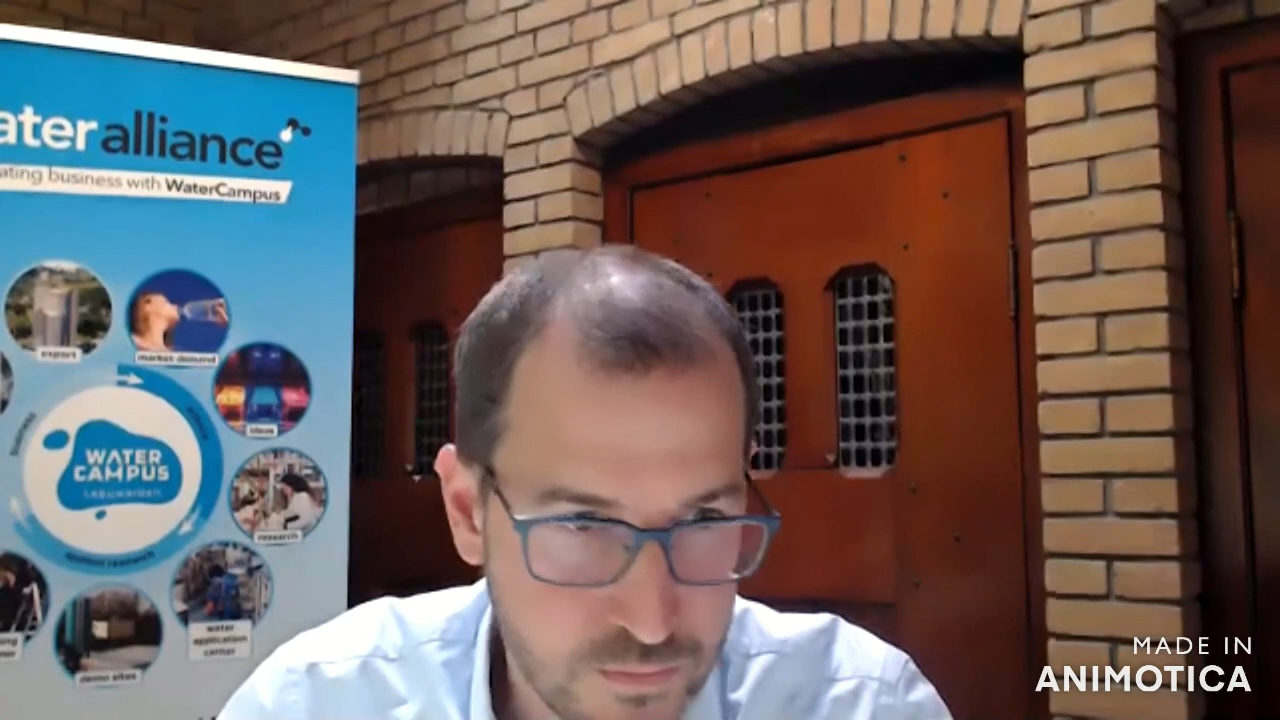 ater alliance
ating business with WaterCampus
export
market demand
ideas
WATER
CAMPUS
research
water
application
center
demo sites
MADE IN
ANIMOTICA